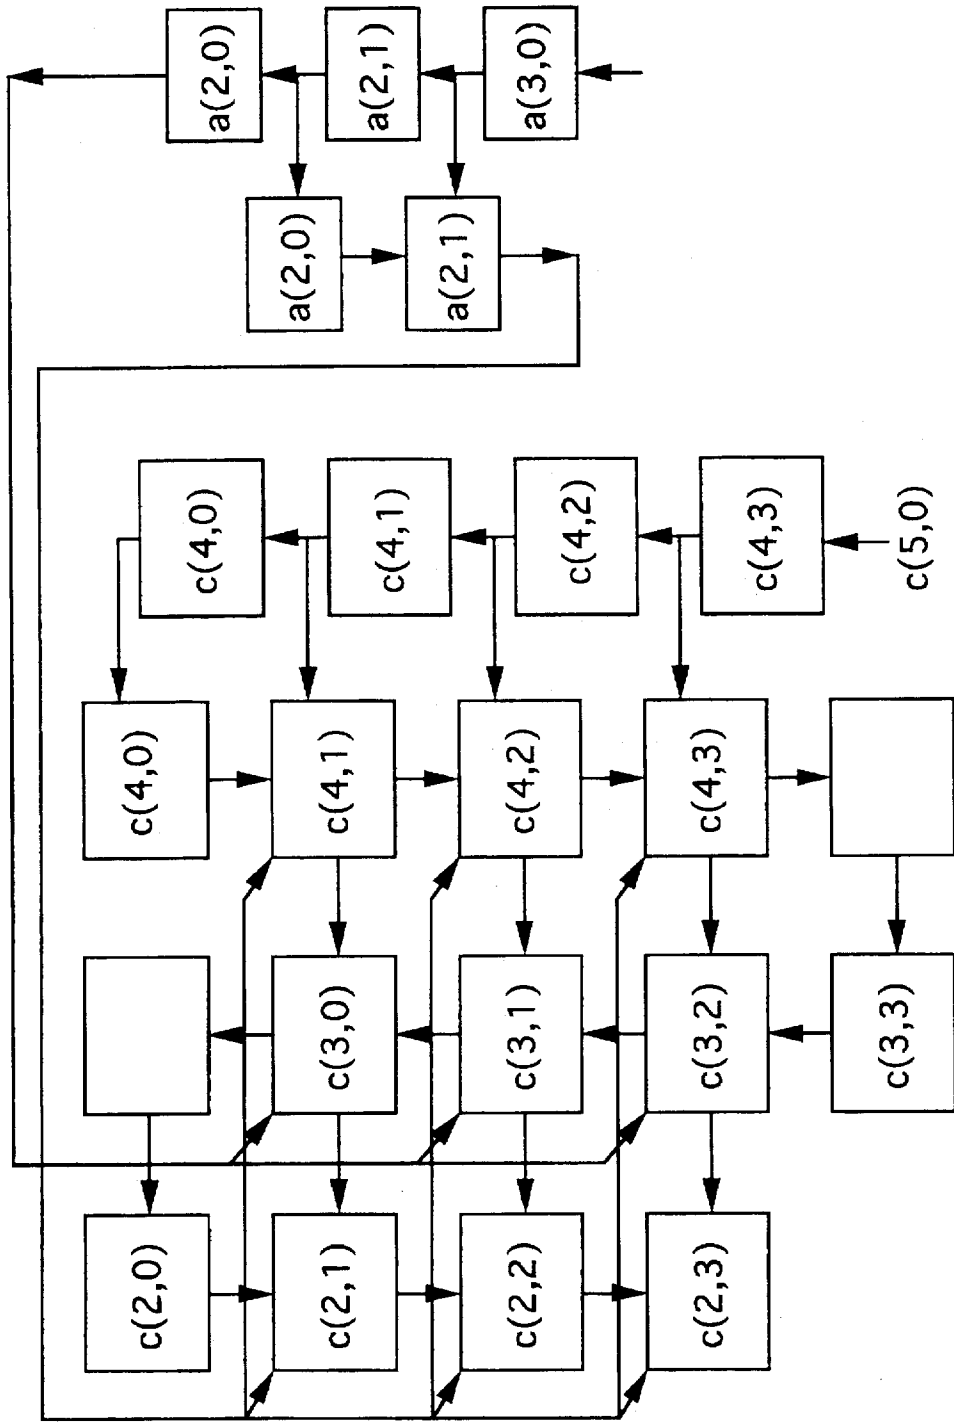 c(2,0)
c(4,0)
c(4,0)
a(2,0)
a(2,0)
c(2,1)
c(3,0)
c(4,1)
c(4,1)
a(2,1)
a(2,1)
c(2,2)
c(3,1)
c(4,2)
c(4,2)
a(3,0)
c(2,3)
c(3,2)
c(4,3)
c(4,3)
c(3,3)
c(5,0)